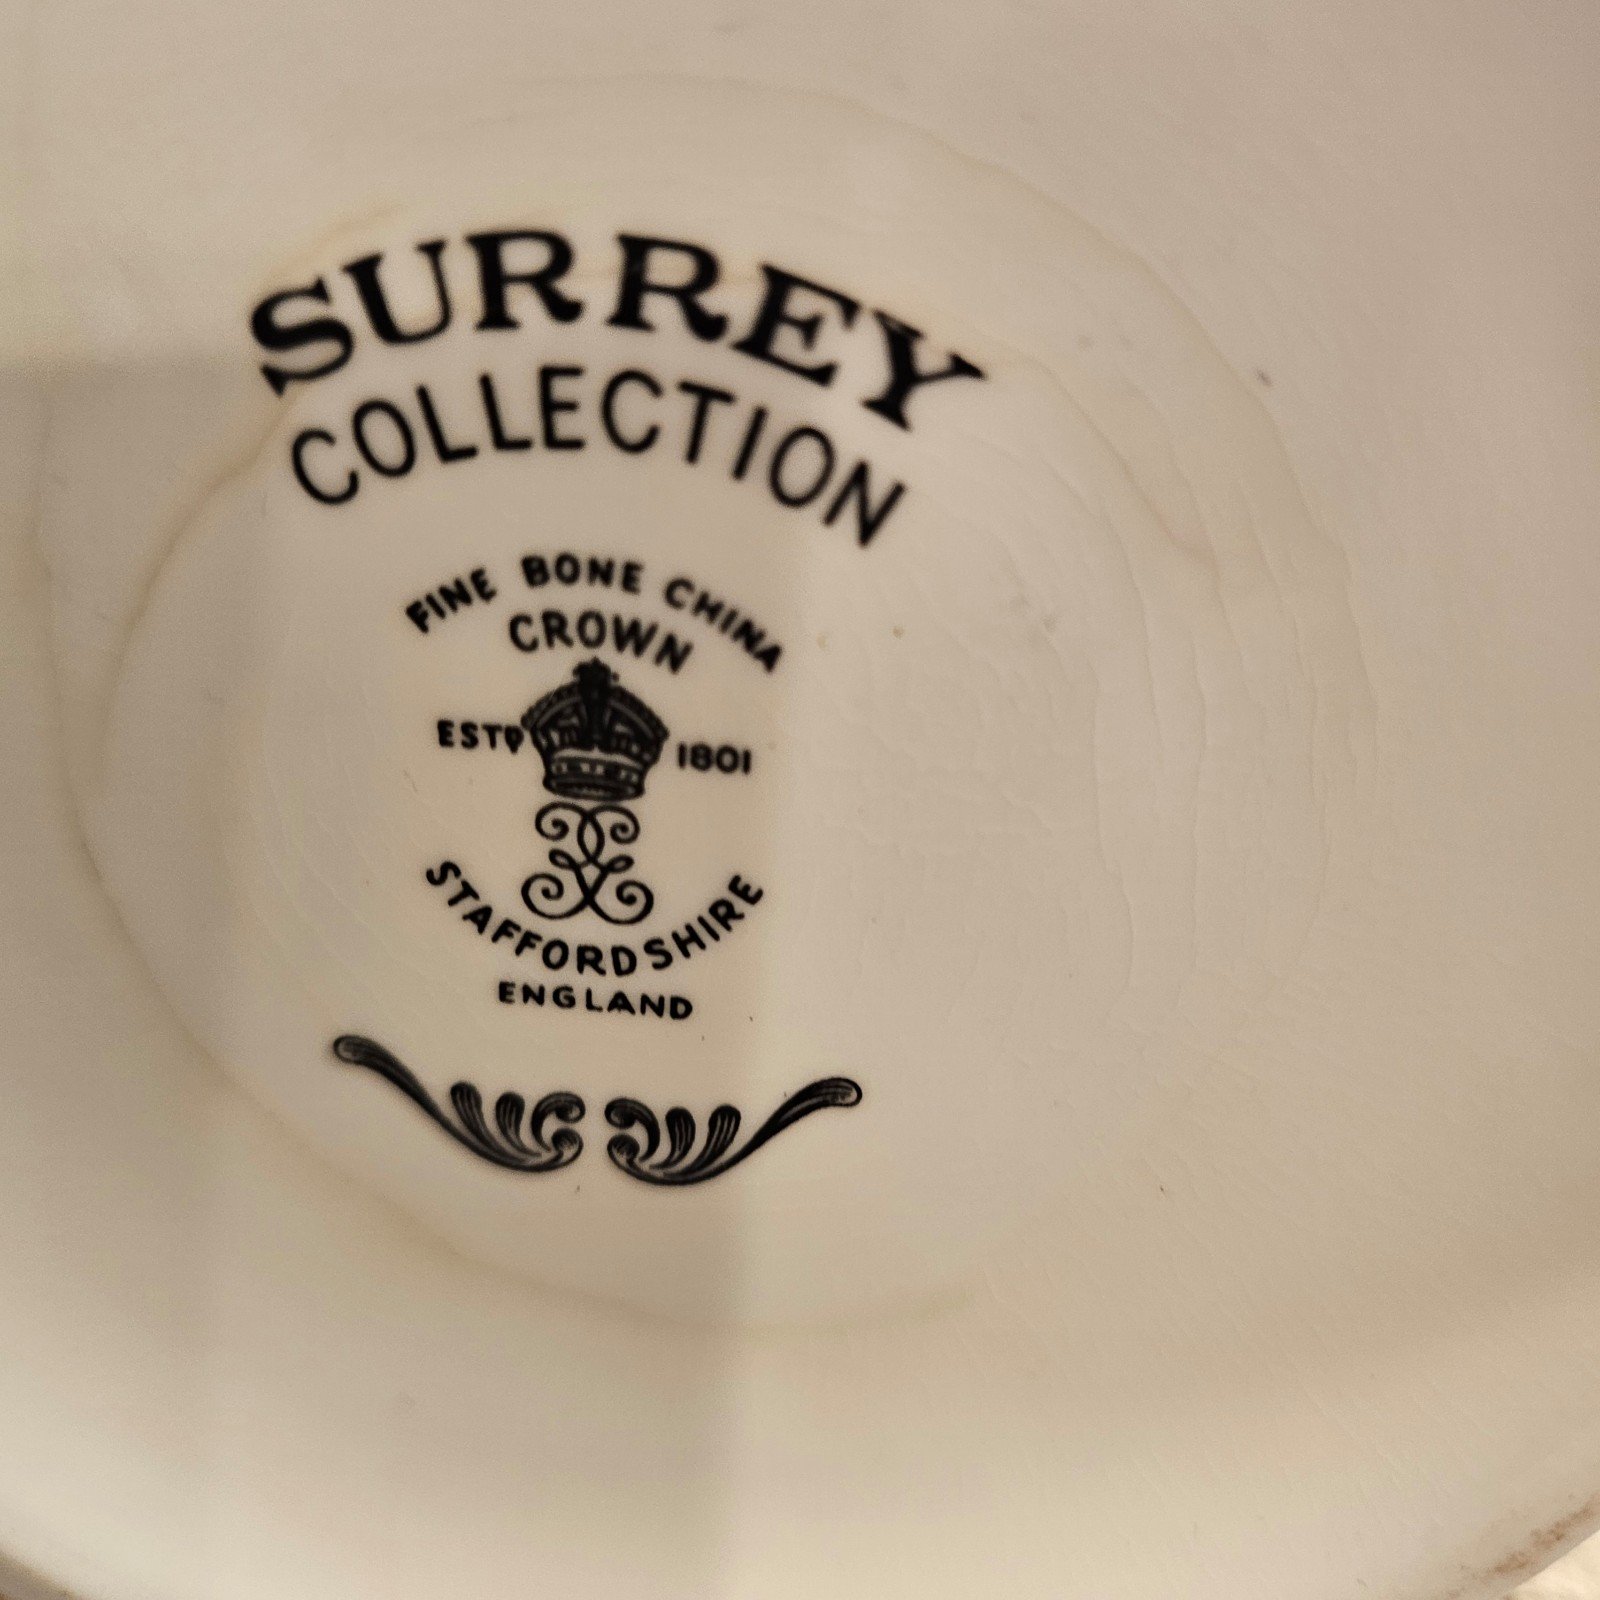 SURREY
COLLECTION
FINE BONE CHINA
CROWN
ESTD 1801
STAFFORDSHIRE
ENGLAND